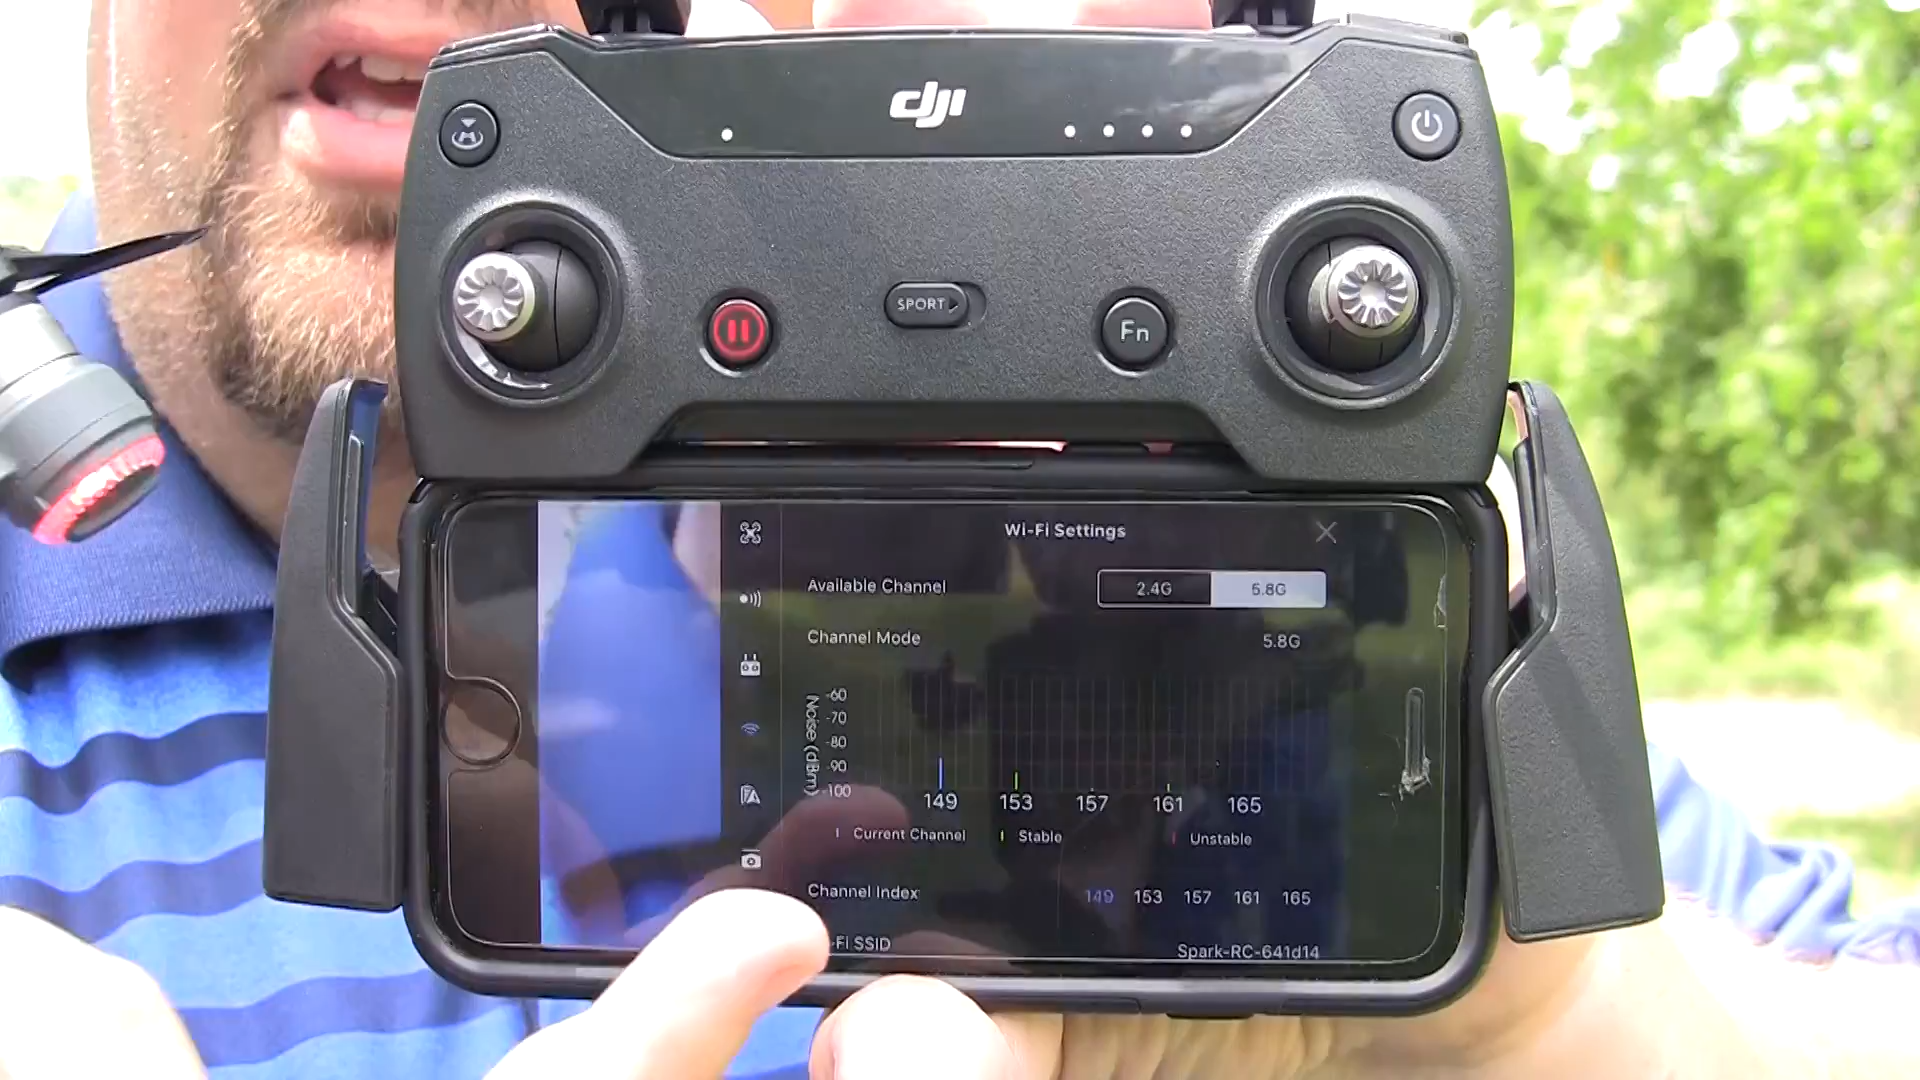 dji
SPORT
Fn
Wi-Fi Settings
Available Channel 2.4G 5.8G
Channel Mode 5.8G
Noise (dBm)
-60
-70
-80
-90
-100
149 153 157 161 165
Current Channel Stable Unstable
Channel Index 149 153 157 161 165
-Fi SSID Spark-RC-641d14